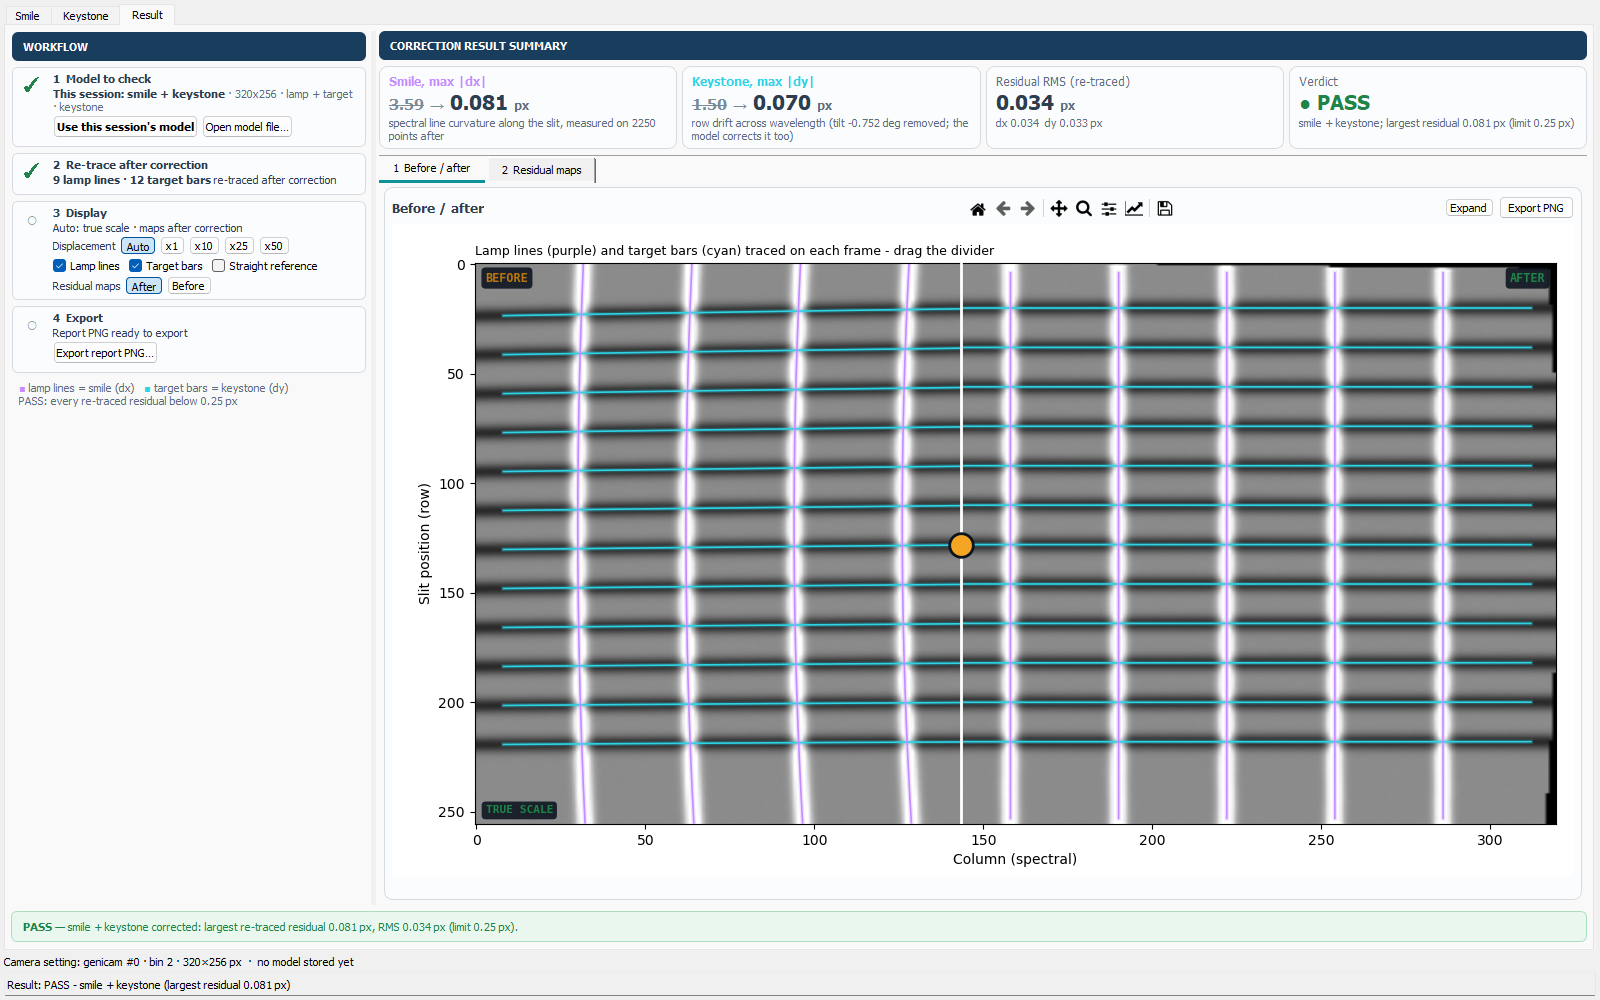 Smile Keystone Result
WORKFLOW
1 Model to check
This session: smile + keystone · 320x256 · lamp + target
· keystone
Use this session's model Open model file...
2 Re-trace after correction
9 lamp lines · 12 target bars re-traced after correction
3 Display
Auto: true scale · maps after correction
Displacement Auto x1 x10 x25 x50
Lamp lines Target bars Straight reference
Residual maps After Before
4 Export
Report PNG ready to export
Export report PNG...
lamp lines = smile (dx) target bars = keystone (dy)
PASS: every re-traced residual below 0.25 px
CORRECTION RESULT SUMMARY
Smile, max |dx|
3.59 → 0.081 px
spectral line curvature along the slit, measured on 2250
points after
Keystone, max |dy|
1.50 → 0.070 px
row drift across wavelength (tilt -0.752 deg removed; the
model corrects it too)
Residual RMS (re-traced)
0.034 px
dx 0.034 dy 0.033 px
Verdict
● PASS
smile + keystone; largest residual 0.081 px (limit 0.25 px)
1 Before / after 2 Residual maps
Before / after
Expand Export PNG
Lamp lines (purple) and target bars (cyan) traced on each frame - drag the divider
BEFORE
AFTER
TRUE SCALE
0
50
100
150
200
250
Slit position (row)
0 50 100 150 200 250 300
Column (spectral)
PASS — smile + keystone corrected: largest re-traced residual 0.081 px, RMS 0.034 px (limit 0.25 px).
Camera setting: genicam #0 · bin 2 · 320×256 px · no model stored yet
Result: PASS - smile + keystone (largest residual 0.081 px)